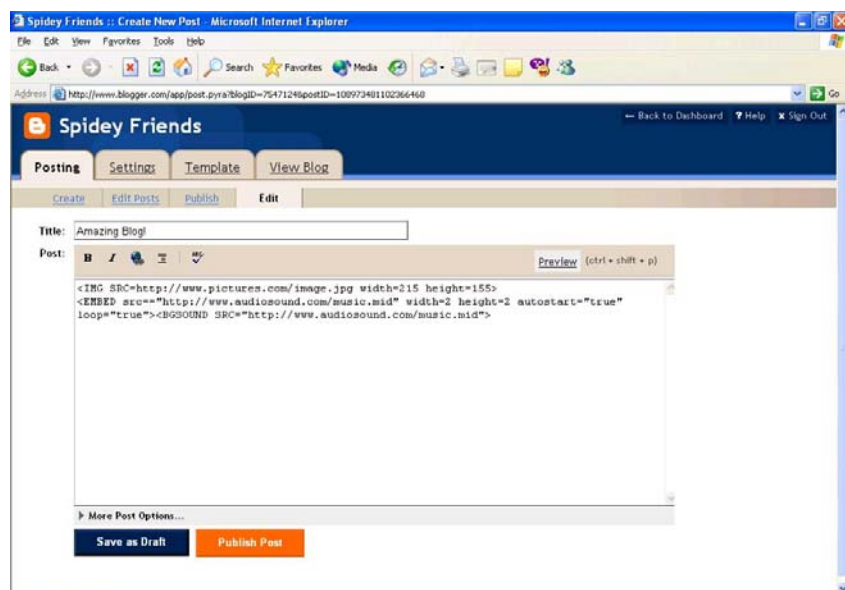 Spidey Friends :: Create New Post - Microsoft Internet Explorer
File Edit View Favorites Tools Help
Back Search Favorites Media
Address http://www.blogger.com/app/post.pyra?blogID=7547124&postID=108973481102366468 Go
Spidey Friends
← Back to Dashboard ? Help x Sign Out
Posting Settings Template View Blog
Create Edit Posts Publish Edit
Title: Amazing Blog!
Post: B I ABC Preview (ctrl + shift + p)
<IMG SRC=http://www.pictures.com/image.jpg width=215 height=155>
<EMBED src=="http://www.audiosound.com/music.mid" width=2 height=2 autostart="true"
loop="true"><BGSOUND SRC="http://www.audiosound.com/music.mid">
More Post Options...
Save as Draft Publish Post